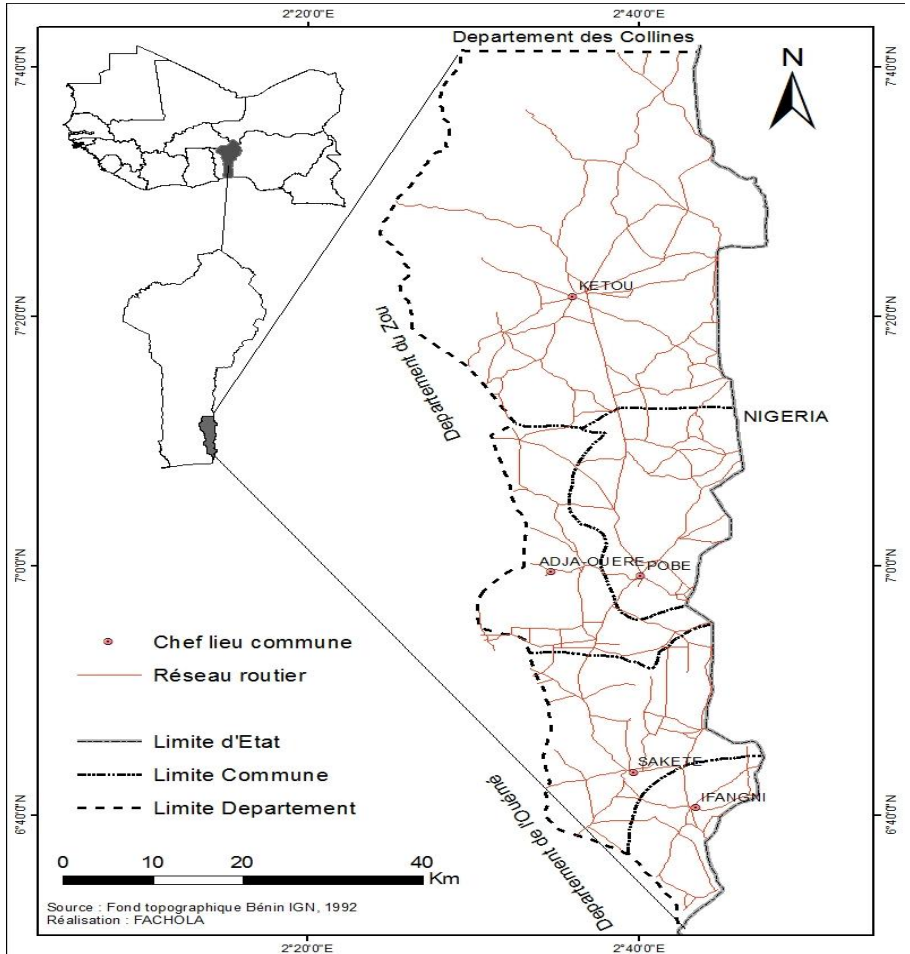 2°20'0"E
2°40'0"E
Departement des Collines
7°40'0"N
7°40'0"N
N
KETOU
7°20'0"N
7°20'0"N
Departement du Zou
NIGERIA
ADJA-OUERE
POBE
7°0'0"N
7°0'0"N
Chef lieu commune
Réseau routier
Limite d'Etat
Limite Commune
Limite Departement
SAKETE
IFANGNI
6°40'0"N
6°40'0"N
Departement de l'Ouémé
0 10 20 40
Km
Source : Fond topographique Bénin IGN, 1992
Réalisation : FACHOLA
2°20'0"E
2°40'0"E